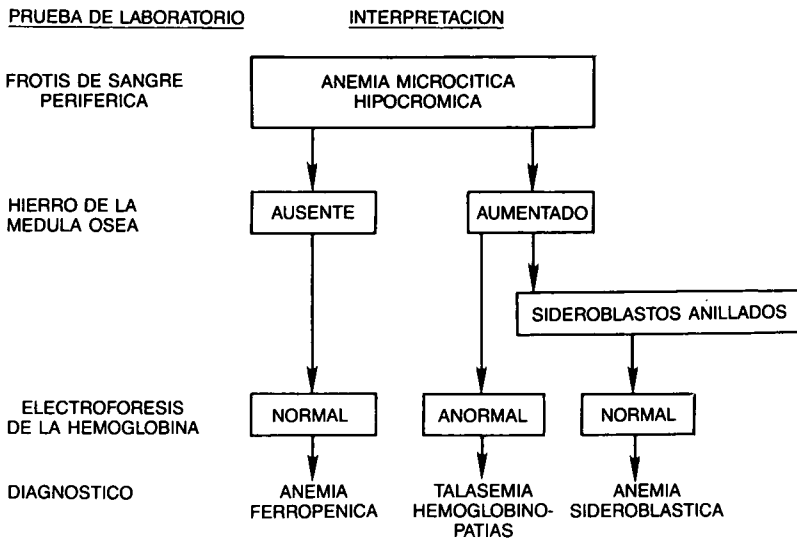 PRUEBA DE LABORATORIO INTERPRETACION
FROTIS DE SANGRE
PERIFERICA
ANEMIA MICROCITICA
HIPOCROMICA
HIERRO DE LA
MEDULA OSEA
AUSENTE AUMENTADO
SIDEROBLASTOS ANILLADOS
ELECTROFORESIS
DE LA HEMOGLOBINA
NORMAL ANORMAL NORMAL
DIAGNOSTICO
ANEMIA
FERROPENICA
TALASEMIA
HEMOGLOBINO-
PATIAS
ANEMIA
SIDEROBLASTICA